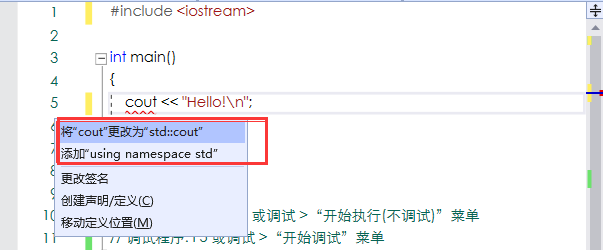 1 #include <iostream>
2
3 int main()
4 {
5 cout << "Hello!\n";
将“cout”更改为“std::cout”
添加“using namespace std”
更改签名
创建声明/定义(C)
移动定义位置(M)
10 或调试 >“开始执行(不调试)”菜单
11 // 调试程序: F5 或调试 >“开始调试”菜单